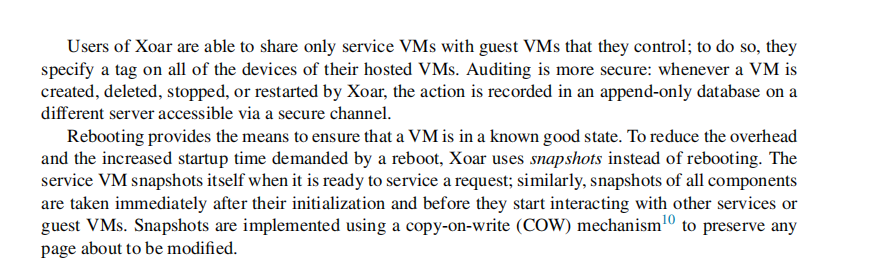 Users of Xoar are able to share only service VMs with guest VMs that they control; to do so, they
specify a tag on all of the devices of their hosted VMs. Auditing is more secure: whenever a VM is
created, deleted, stopped, or restarted by Xoar, the action is recorded in an append-only database on a
different server accessible via a secure channel.
Rebooting provides the means to ensure that a VM is in a known good state. To reduce the overhead
and the increased startup time demanded by a reboot, Xoar uses snapshots instead of rebooting. The
service VM snapshots itself when it is ready to service a request; similarly, snapshots of all components
are taken immediately after their initialization and before they start interacting with other services or
guest VMs. Snapshots are implemented using a copy-on-write (COW) mechanism10 to preserve any
page about to be modified.